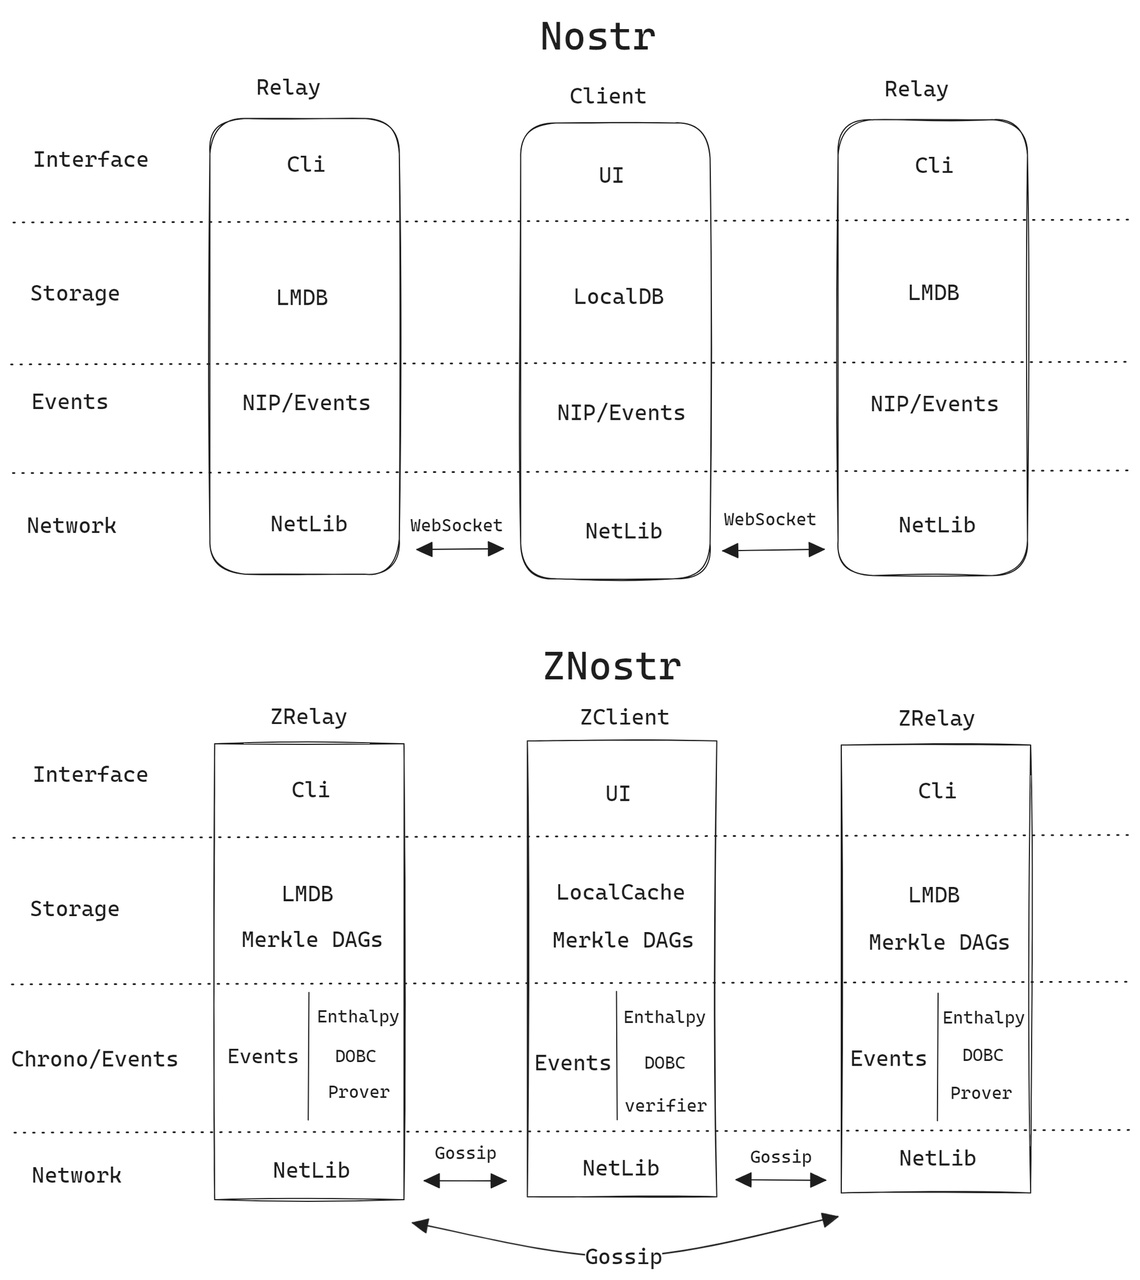 Nostr
Relay
Client
Relay
Interface
Cli
UI
Cli
Storage
LMDB
LocalDB
LMDB
Events
NIP/Events
NIP/Events
NIP/Events
Network
NetLib
WebSocket
NetLib
WebSocket
NetLib
ZNostr
ZRelay
ZClient
ZRelay
Interface
Cli
UI
Cli
Storage
LMDB
Merkle DAGs
LocalCache
Merkle DAGs
LMDB
Merkle DAGs
Chrono/Events
Events
Enthalpy
DOBC
Prover
Events
Enthalpy
DOBC
verifier
Events
Enthalpy
DOBC
Prover
Network
NetLib
Gossip
NetLib
Gossip
NetLib
Gossip